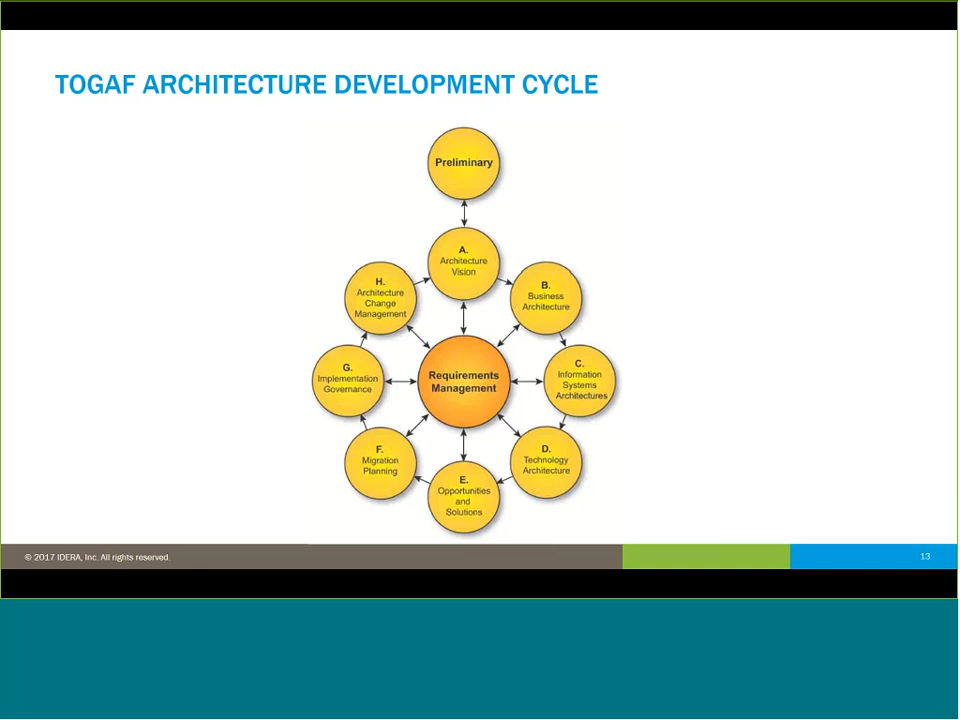 TOGAF ARCHITECTURE DEVELOPMENT CYCLE
Preliminary
A.
Architecture
Vision
B.
Business
Architecture
C.
Information
Systems
Architectures
D.
Technology
Architecture
E.
Opportunities
and
Solutions
F.
Migration
Planning
G.
Implementation
Governance
H.
Architecture
Change
Management
Requirements
Management
© 2017 IDERA, Inc. All rights reserved.
13